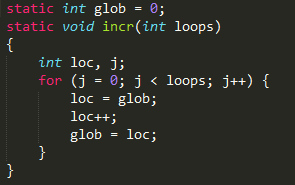 static int glob = 0;
static void incr(int loops)
{
    int loc, j;
    for (j = 0; j < loops; j++) {
        loc = glob;
        loc++;
        glob = loc;
    }
}